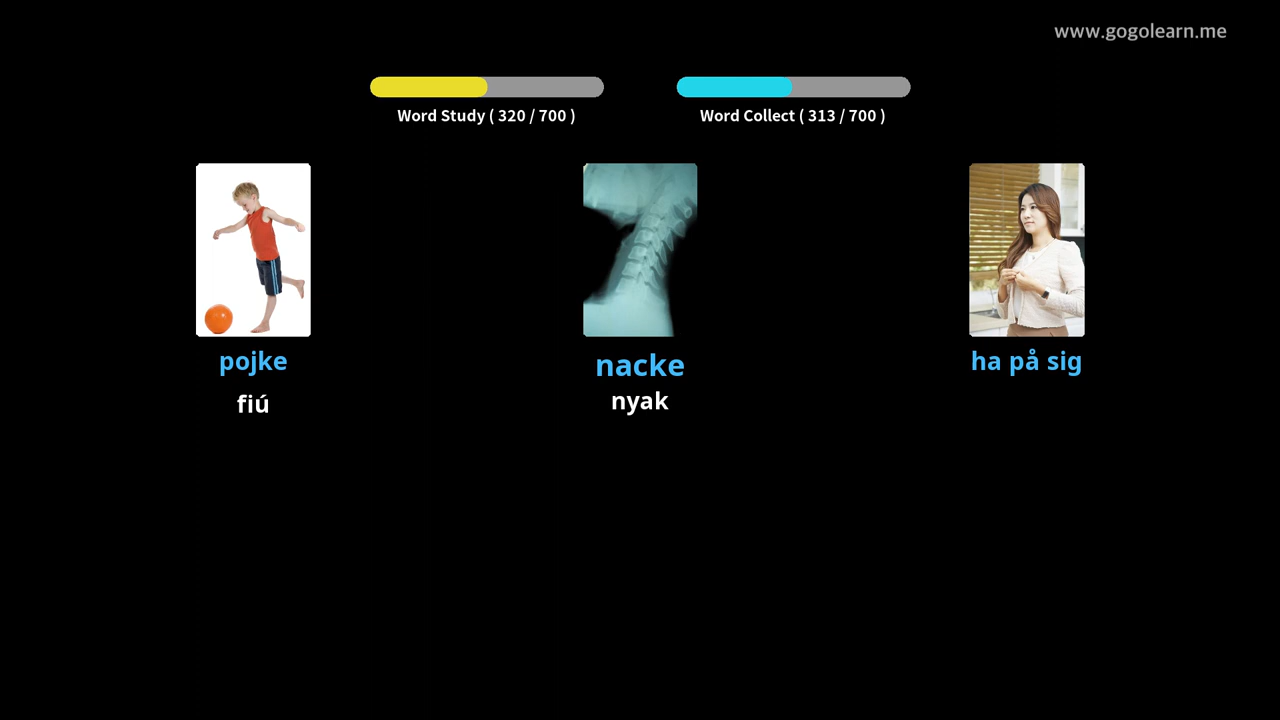 www.gogolearn.me
Word Study ( 320 / 700 )
Word Collect ( 313 / 700 )
pojke
nacke
ha på sig
fiú
nyak